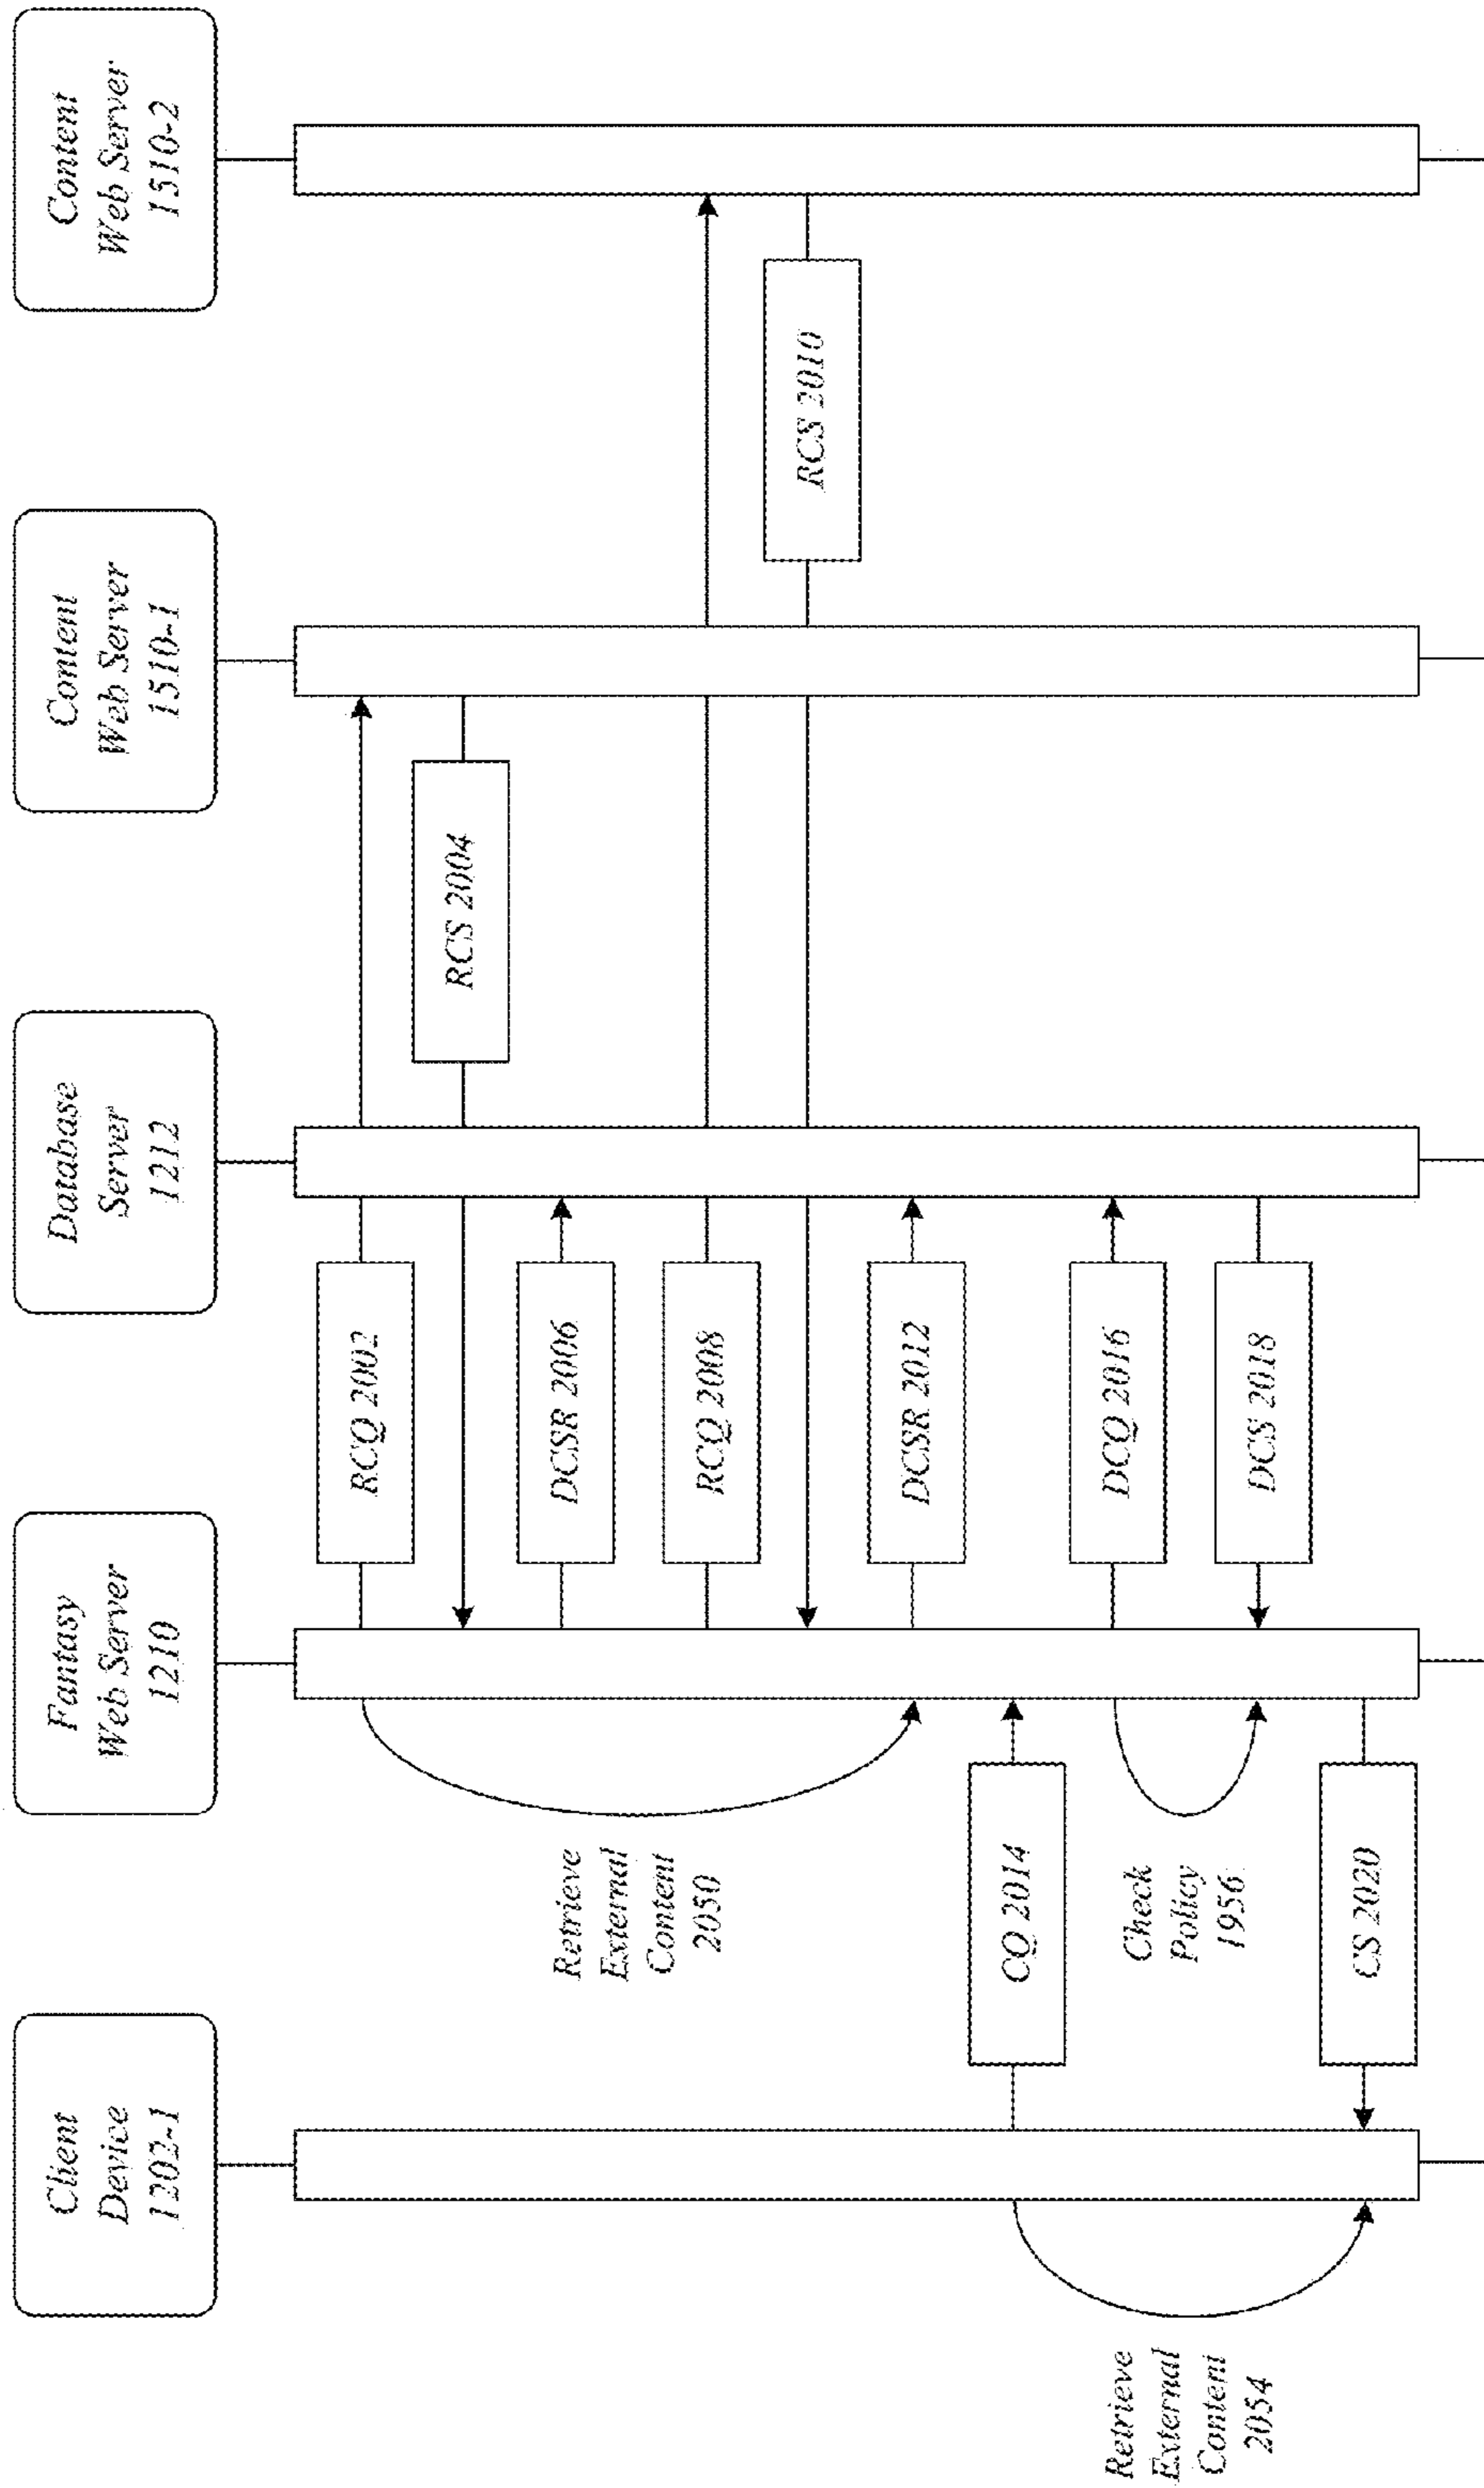 Client
Device
1202-1
Fantasy
Web Server
1210
Database
Server
1212
Content
Web Server
1510-1
Content
Web Server
1510-2
RCQ 2002
RCS 2004
DCSR 2006
RCQ 2008
RCS 2010
DCSR 2012
Retrieve
External
Content
2050
CQ 2014
DCQ 2016
Check
Policy
1956
DCS 2018
CS 2020
Retrieve
External
Content
2054